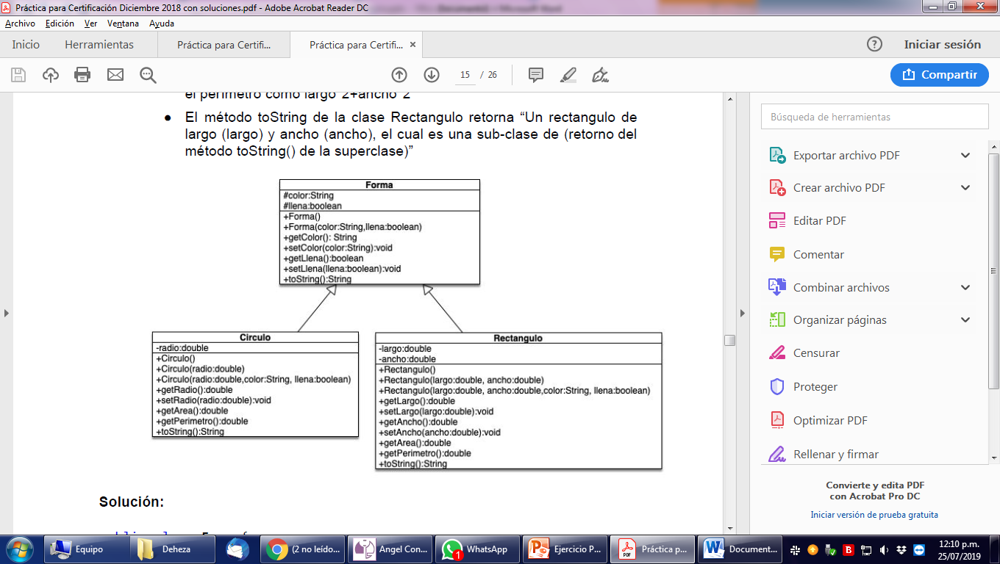 Práctica para Certificación Diciembre 2018 con soluciones.pdf - Adobe Acrobat Reader DC
Archivo Edición Ver Ventana Ayuda
Inicio Herramientas Práctica para Certifi... Práctica para Certifi... × ? Iniciar sesión
15 / 26 Compartir
el perímetro como largo*2+ancho*2
● El método toString de la clase Rectangulo retorna “Un rectangulo de
largo (largo) y ancho (ancho), el cual es una sub-clase de (retorno del
método toString() de la superclase)”
Forma
#color:String
#llena:boolean
+Forma()
+Forma(color:String,llena:boolean)
+getColor(): String
+setColor(color:String):void
+getLlena():boolean
+setLlena(llena:boolean):void
+toString():String
Circulo
-radio:double
+Circulo()
+Circulo(radio:double)
+Circulo(radio:double,color:String, llena:boolean)
+getRadio():double
+setRadio(radio:double):void
+getArea():double
+getPerimetro():double
+toString():String
Rectangulo
-largo:double
-ancho:double
+Rectangulo()
+Rectangulo(largo:double, ancho:double)
+Rectangulo(largo:double, ancho:double,color:String, llena:boolean)
+getLargo():double
+setLargo(largo:double):void
+getAncho():double
+setAncho(ancho:double):void
+getArea():double
+getPerimetro():double
+toString():String
Solución:
Búsqueda de herramientas
Exportar archivo PDF
Crear archivo PDF
Editar PDF
Comentar
Combinar archivos
Organizar páginas
Censurar
Proteger
Optimizar PDF
Rellenar y firmar
Convierte y edita PDF
con Acrobat Pro DC
Iniciar versión de prueba gratuita
Equipo Deheza (2 no leído... Angel Con... 1 WhatsApp Ejercicio P... PDF Práctica p... Document... B
12:10 p.m.
25/07/2019